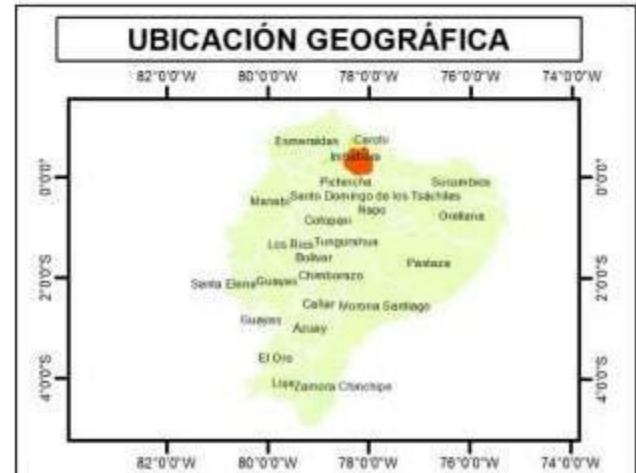 UBICACIÓN GEOGRÁFICA
82°0'0"W 80°0'0"W 78°0'0"W 76°0'0"W 74°0'0"W
Esmeraldas Carchi
Imbabura
0°0'0" 0°0'0"
Pichincha Sucumbios
Manabi Santo Domingo de los Tsáchilas
Napo
Cotopaxi Orellana
Los Rios Tungurahua
Bolivar Pastaza
Chimborazo
2°0'0"S Santa Elena Guayas 2°0'0"S
Cañar Morona Santiago
Guayas
Azuay
El Oro
4°0'0"S Loja Zamora Chinchipe 4°0'0"S
82°0'0"W 80°0'0"W 78°0'0"W 76°0'0"W 74°0'0"W